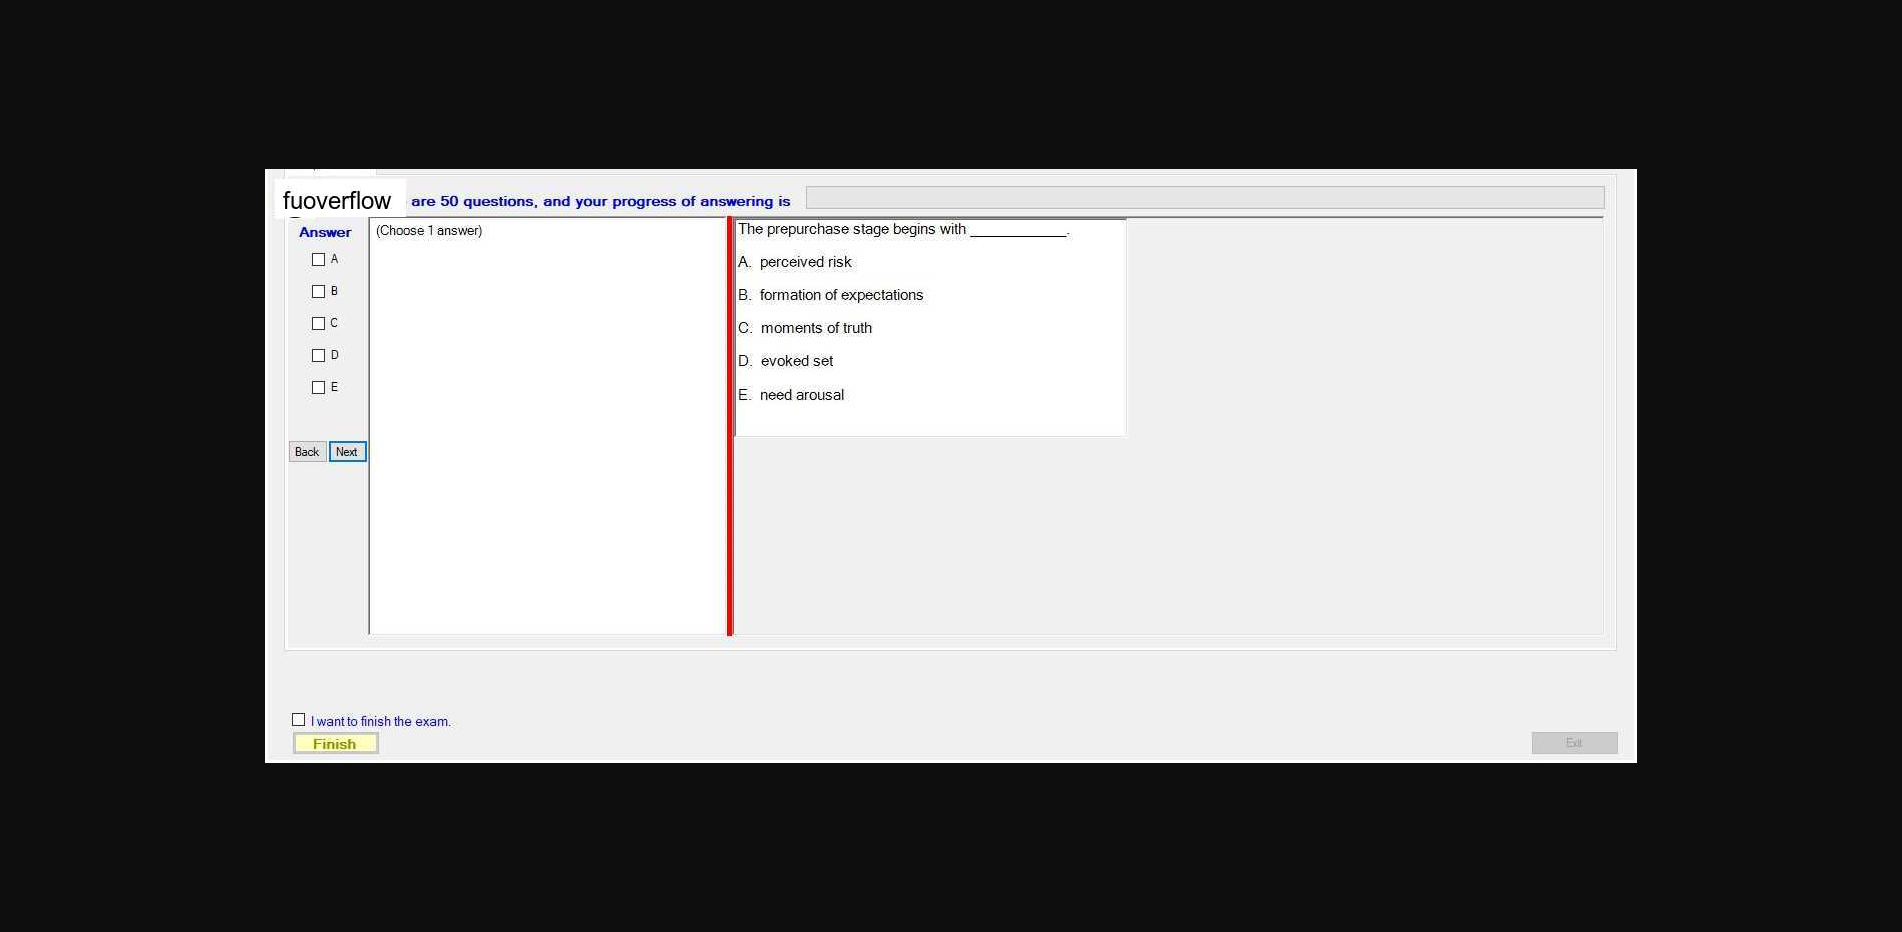 fuoverflow are 50 questions, and your progress of answering is
Answer
A
B
C
D
E
Back Next
(Choose 1 answer)
The prepurchase stage begins with ____________.
A. perceived risk
B. formation of expectations
C. moments of truth
D. evoked set
E. need arousal
I want to finish the exam.
Finish
Exit